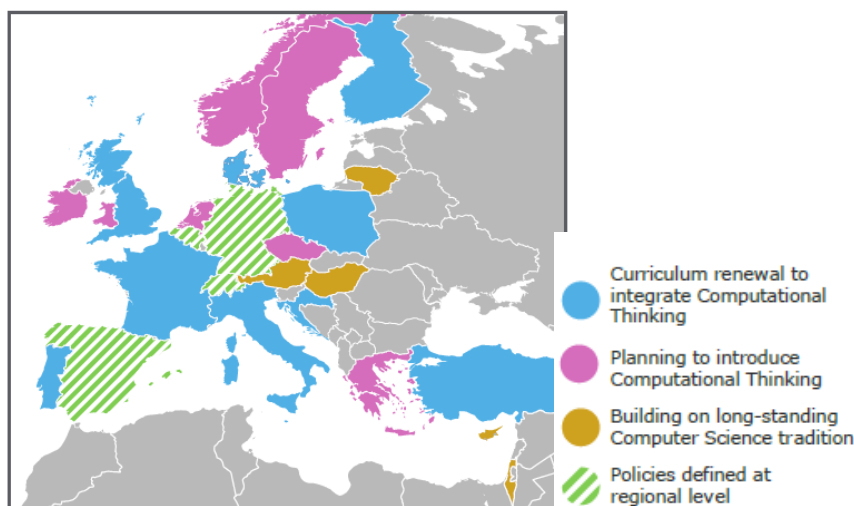 Curriculum renewal to
integrate Computational
Thinking
Planning to introduce
Computational Thinking
Building on long-standing
Computer Science tradition
Policies defined at
regional level